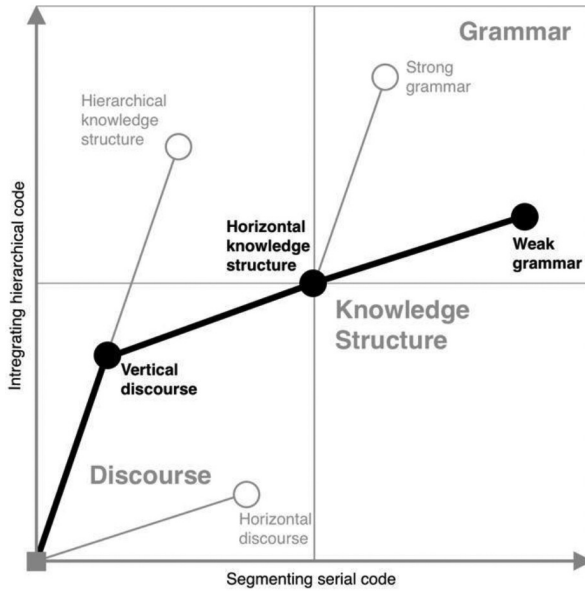 Grammar
Strong
grammar
Hierarchical
knowledge
structure
Horizontal
knowledge
structure
Weak
grammar
Knowledge
Structure
Vertical
discourse
Discourse
Horizontal
discourse
Intregrating hierarchical code
Segmenting serial code